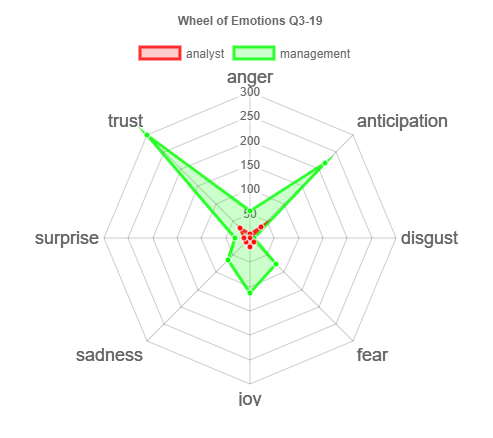 Wheel of Emotions Q3-19
analyst management
anger
300
trust
anticipation
250
200
150
100
50
surprise
disgust
sadness
fear
joy